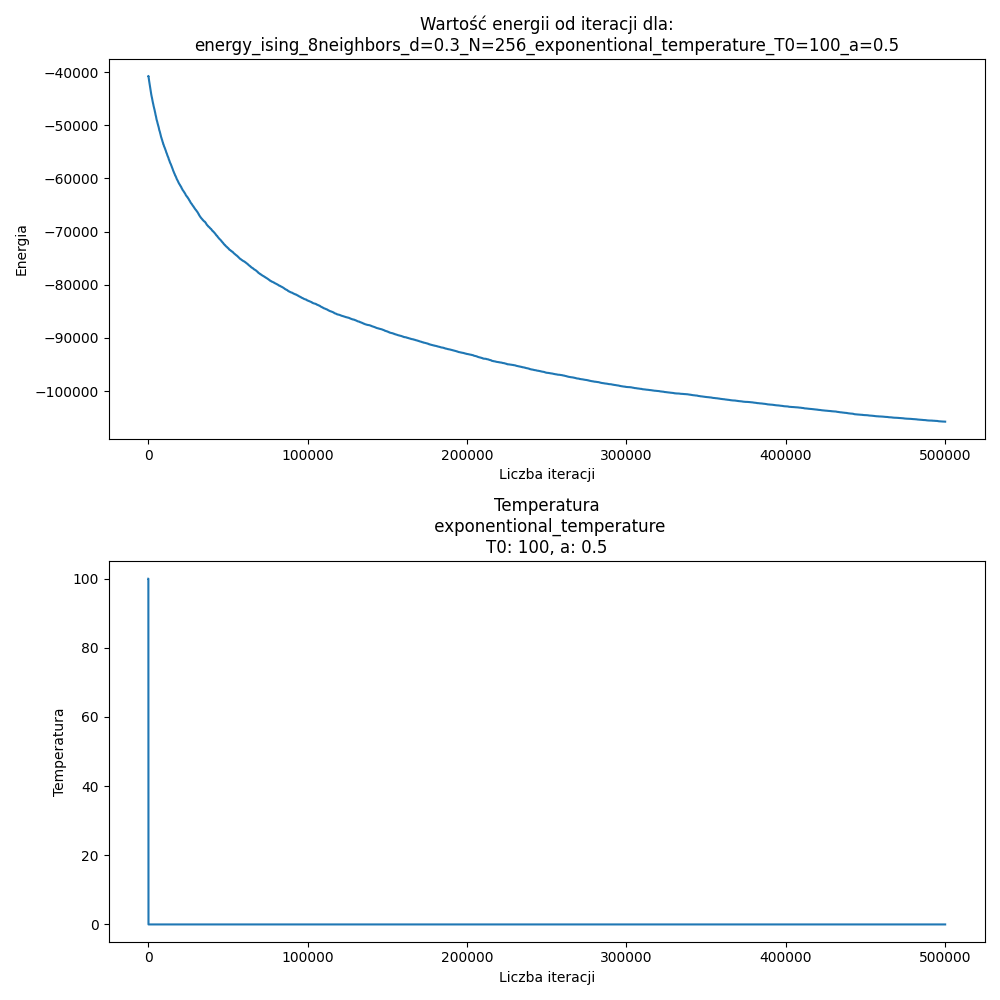 Wartość energii od iteracji dla:
energy_ising_8neighbors_d=0.3_N=256_exponentional_temperature_T0=100_a=0.5
−40000
−50000
−60000
−70000
−80000
−90000
−100000
Energia
0 100000 200000 300000 400000 500000
Liczba iteracji
Temperatura
exponentional_temperature
T0: 100, a: 0.5
100
80
60
40
20
0
Temperatura
0 100000 200000 300000 400000 500000
Liczba iteracji